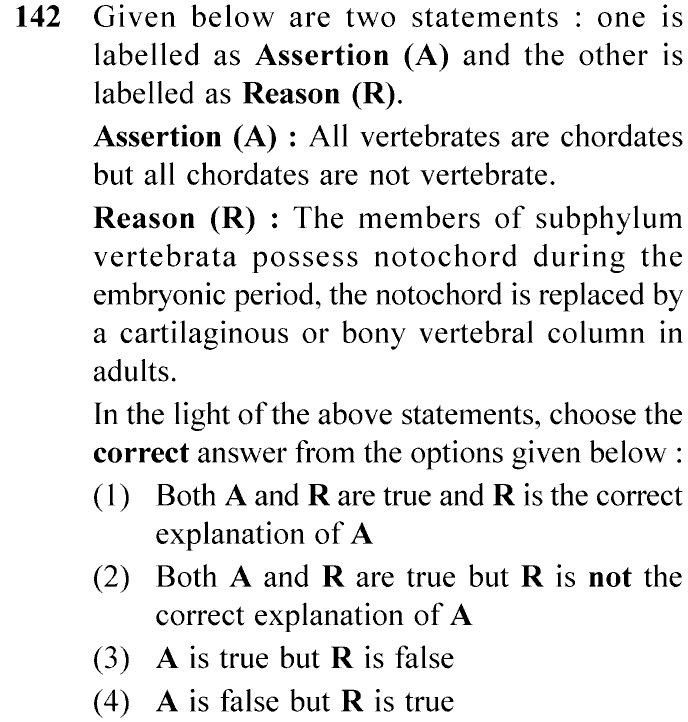 142 Given below are two statements : one is
labelled as Assertion (A) and the other is
labelled as Reason (R).
Assertion (A) : All vertebrates are chordates
but all chordates are not vertebrate.
Reason (R) : The members of subphylum
vertebrata possess notochord during the
embryonic period, the notochord is replaced by
a cartilaginous or bony vertebral column in
adults.
In the light of the above statements, choose the
correct answer from the options given below :
(1) Both A and R are true and R is the correct
explanation of A
(2) Both A and R are true but R is not the
correct explanation of A
(3) A is true but R is false
(4) A is false but R is true